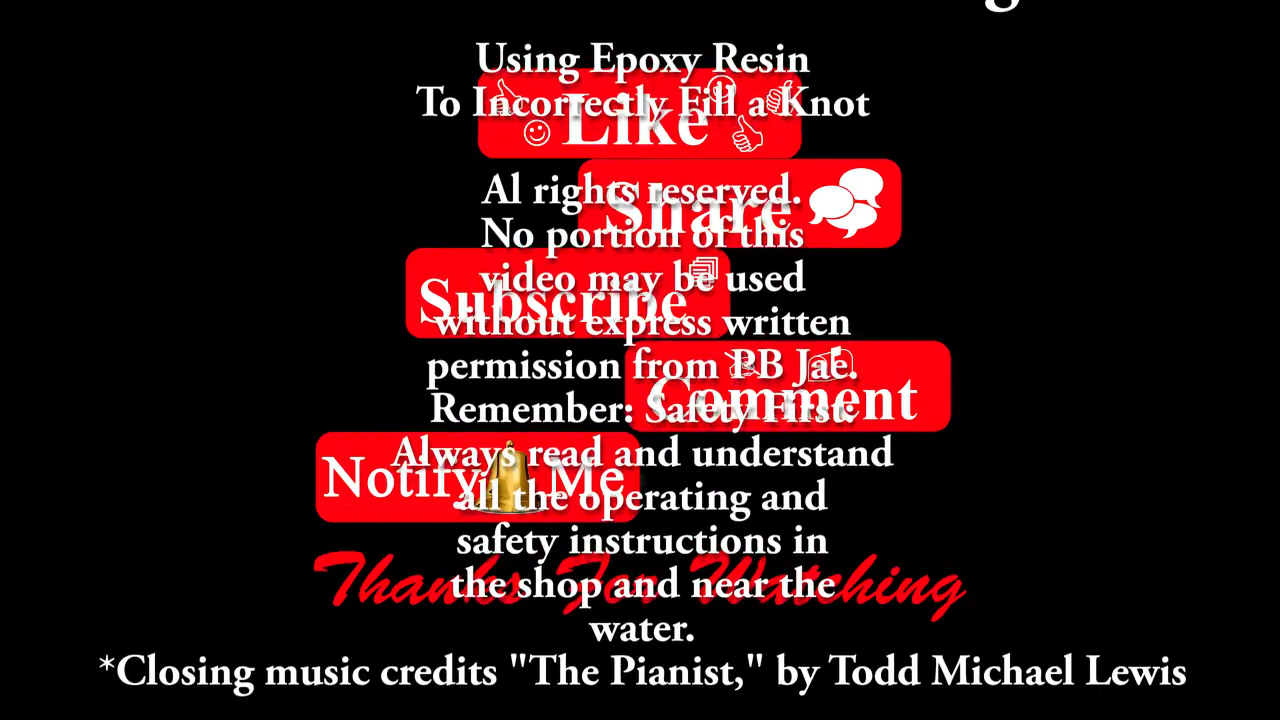 Using Epoxy Resin
To Incorrectly Fill a Knot
Like
Al rights reserved.
Share
No portion of this
video may be used
Subscribe
without express written
permission from PB Jae.
Comment
Remember: Safety First.
Always read and understand
Notify Me
all the operating and
safety instructions in
Thanks For Watching
the shop and near the
water.
*Closing music credits "The Pianist," by Todd Michael Lewis